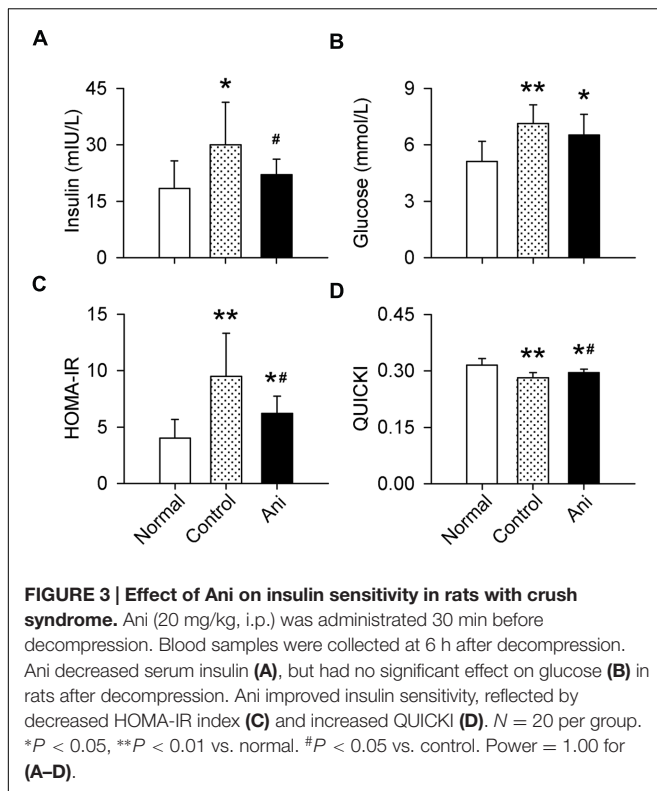 A
B
45
30
15
0
Insulin (mIU/L)
*
#
9
6
3
0
Glucose (mmol/L)
**
*
C
D
15
10
5
0
HOMA-IR
**
*#
Normal
Control
Ani
0.45
0.30
0.15
0.00
QUICKI
**
*#
Normal
Control
Ani
FIGURE 3 | Effect of Ani on insulin sensitivity in rats with crush
syndrome. Ani (20 mg/kg, i.p.) was administrated 30 min before
decompression. Blood samples were collected at 6 h after decompression.
Ani decreased serum insulin (A), but had no significant effect on glucose (B) in
rats after decompression. Ani improved insulin sensitivity, reflected by
decreased HOMA-IR index (C) and increased QUICKI (D). N = 20 per group.
*P < 0.05, **P < 0.01 vs. normal. #P < 0.05 vs. control. Power = 1.00 for
(A–D).